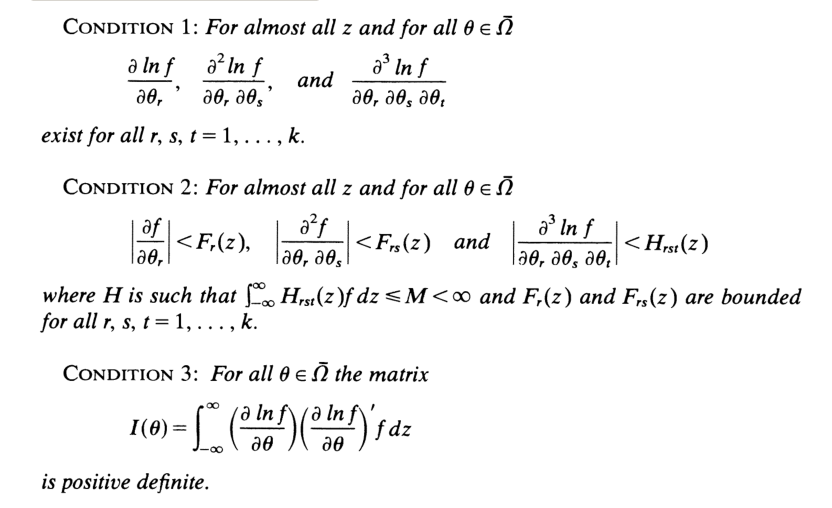 CONDITION 1: For almost all z and for all θ ∈ Ω̄
∂ ln f/∂θ_r, ∂² ln f/∂θ_r ∂θ_s, and ∂³ ln f/∂θ_r ∂θ_s ∂θ_t
exist for all r, s, t = 1, . . . , k.
CONDITION 2: For almost all z and for all θ ∈ Ω̄
|∂f/∂θ_r| < F_r(z), |∂²f/∂θ_r ∂θ_s| < F_rs(z) and |∂³ ln f/∂θ_r ∂θ_s ∂θ_t| < H_rst(z)
where H is such that ∫_{-∞}^{∞} H_rst(z)f dz ⩽ M < ∞ and F_r(z) and F_rs(z) are bounded
for all r, s, t = 1, . . . , k.
CONDITION 3: For all θ ∈ Ω̄ the matrix
I(θ) = ∫_{-∞}^{∞} (∂ ln f/∂θ)(∂ ln f/∂θ)′ f dz
is positive definite.